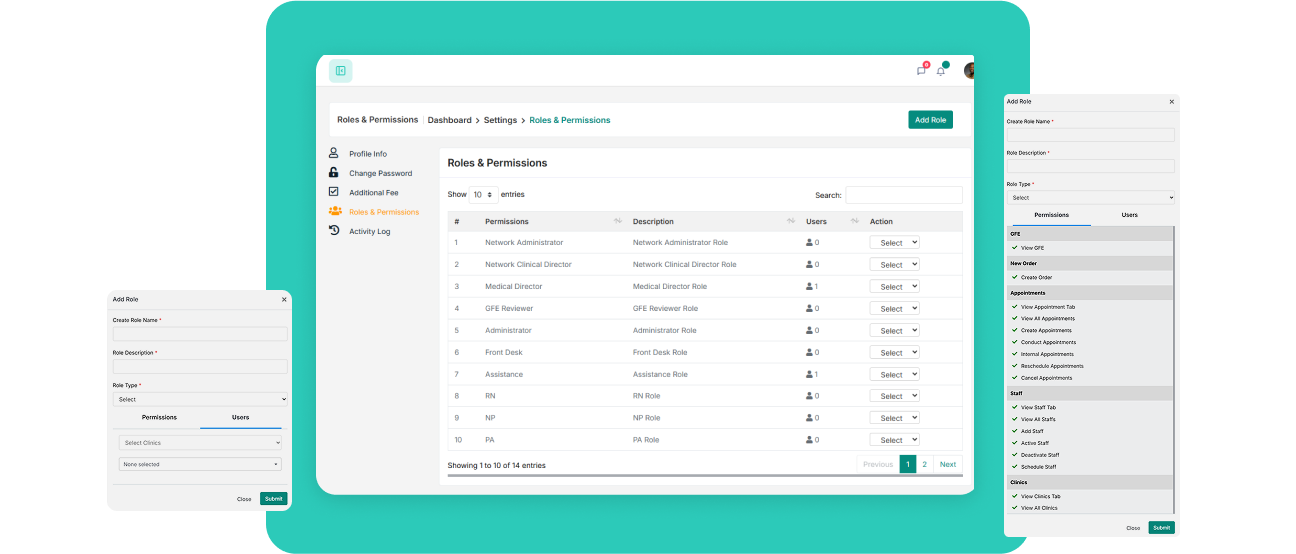 0
Roles & Permissions Dashboard > Settings > Roles & Permissions
Add Role
Profile Info
Change Password
Additional Fee
Roles & Permissions
Activity Log
Roles & Permissions
Show 10 entries
Search:
# Permissions Description Users Action
1 Network Administrator Network Administrator Role 0 Select
2 Network Clinical Director Network Clinical Director Role 0 Select
3 Medical Director Medical Director Role 1 Select
4 GFE Reviewer GFE Reviewer Role 0 Select
5 Administrator Administrator Role 0 Select
6 Front Desk Front Desk Role 0 Select
7 Assistance Assistance Role 1 Select
8 RN RN Role 0 Select
9 NP NP Role 0 Select
10 PA PA Role 0 Select
Showing 1 to 10 of 14 entries
Previous 1 2 Next
Add Role ×
Create Role Name *
Role Description *
Role Type *
Select
Permissions Users
Select Clinics
None selected
Close Submit
Add Role ×
Create Role Name *
Role Description *
Role Type *
Select
Permissions Users
GFE
View GFE
New Order
Create Order
Appointments
View Appointment Tab
View All Appointments
Create Appointments
Conduct Appointments
Internal Appointments
Reschedule Appointments
Cancel Appointments
Staff
View Staff Tab
View All Staffs
Add Staff
Active Staff
Deactivate Staff
Schedule Staff
Clinics
View Clinics Tab
View All Clinics
Close Submit